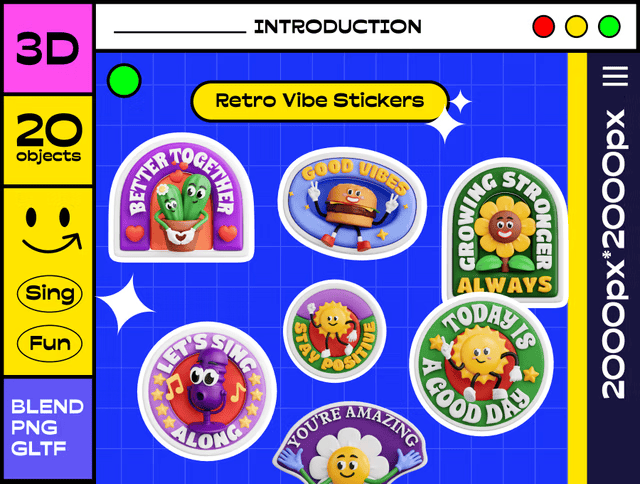 3D
INTRODUCTION
20
objects
Retro Vibe Stickers
Sing
Fun
BLEND
PNG
GLTF
BETTER TOGETHER
GOOD VIBES
GROWING STRONGER
ALWAYS
STAY POSITIVE
LET'S SING
ALONG
TODAY IS
A GOOD DAY
YOU'RE AMAZING
2000px*2000px